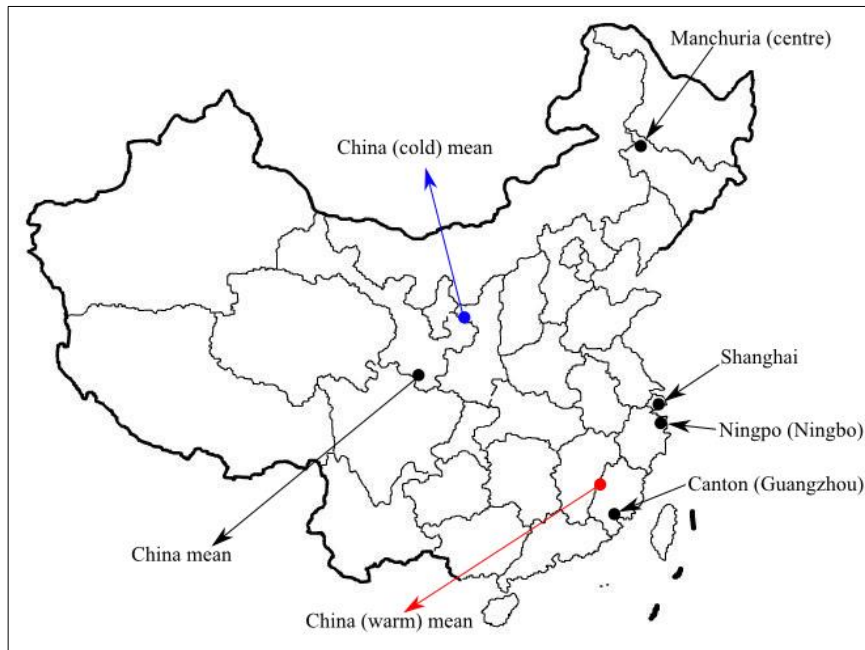 Manchuria (centre)
China (cold) mean
Shanghai
Ningpo (Ningbo)
Canton (Guangzhou)
China mean
China (warm) mean